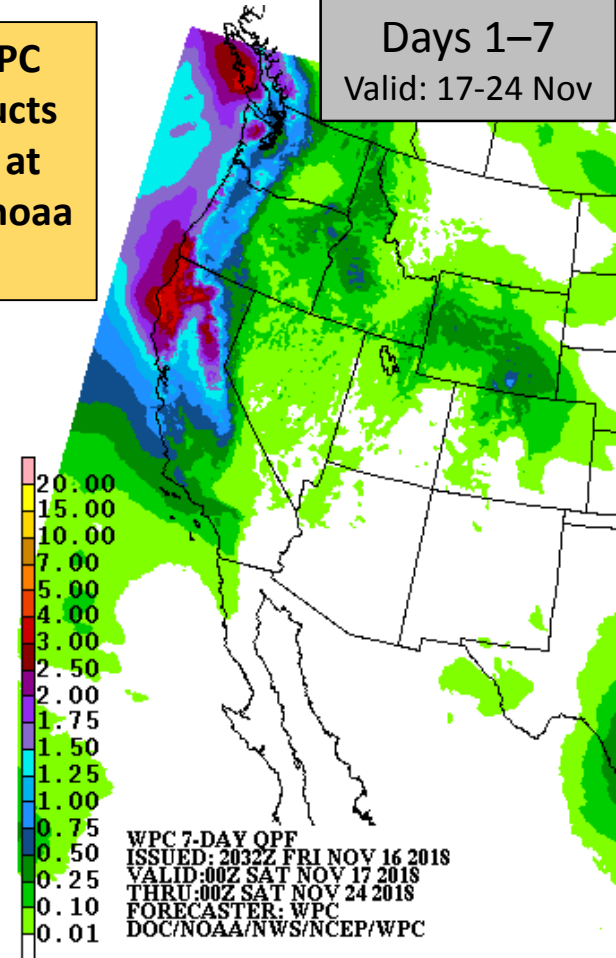 PC
ucts
at
noaa
Days 1–7
Valid: 17-24 Nov
20.00
15.00
10.00
7.00
5.00
4.00
3.00
2.50
2.00
1.75
1.50
1.25
1.00
0.75
0.50
0.25
0.10
0.01
WPC 7-DAY QPF
ISSUED: 2032Z FRI NOV 16 2018
VALID:00Z SAT NOV 17 2018
THRU:00Z SAT NOV 24 2018
FORECASTER: WPC
DOC/NOAA/NWS/NCEP/WPC